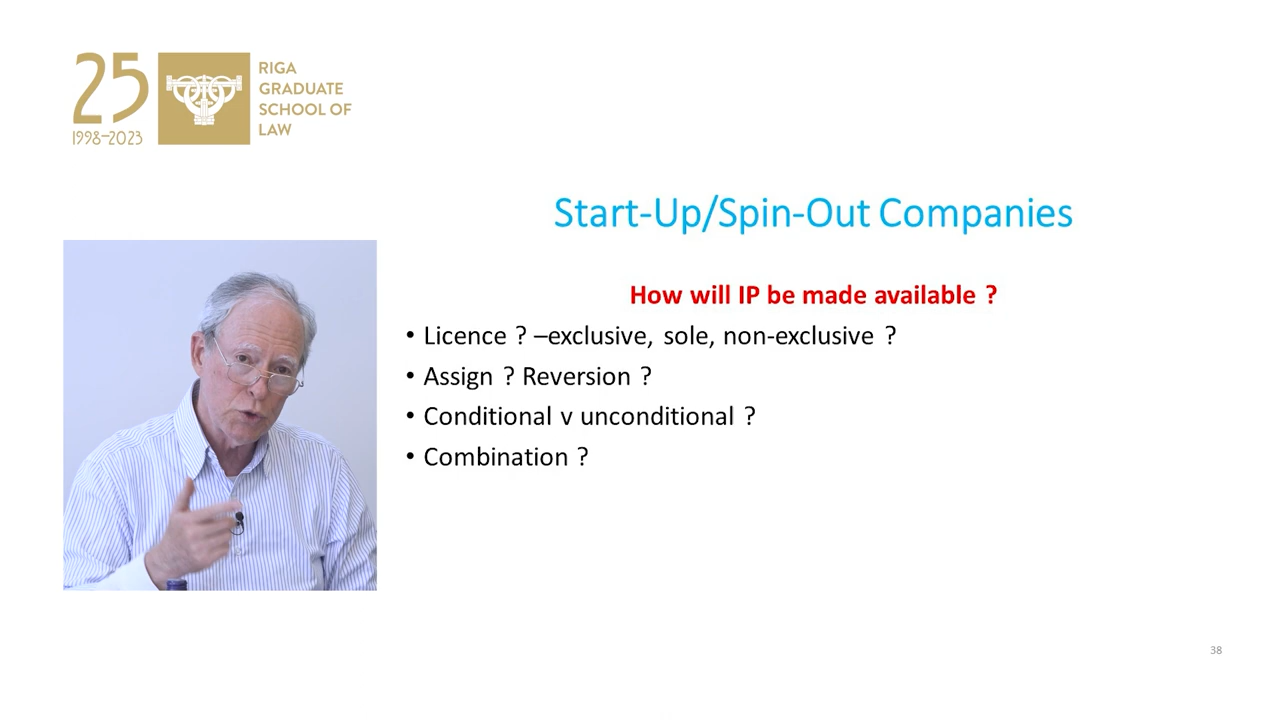 25
1998–2023
RIGA
GRADUATE
SCHOOL OF
LAW
Start-Up/Spin-Out Companies
How will IP be made available ?
• Licence ? –exclusive, sole, non-exclusive ?
• Assign ? Reversion ?
• Conditional v unconditional ?
• Combination ?
38